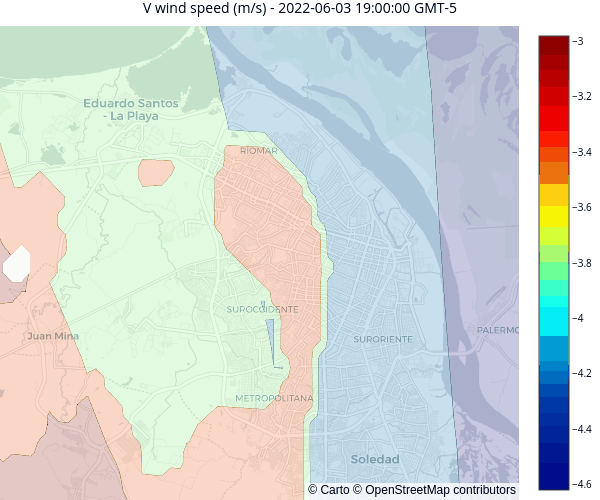 V wind speed (m/s) - 2022-06-03 19:00:00 GMT-5
Eduardo Santos
- La Playa
RIOMAR
SUROCCIDENTE
Juan Mina
SURORIENTE
PALERMO
METROPOLITANA
Soledad
© Carto © OpenStreetMap contributors
−3
−3.2
−3.4
−3.6
−3.8
−4
−4.2
−4.4
−4.6